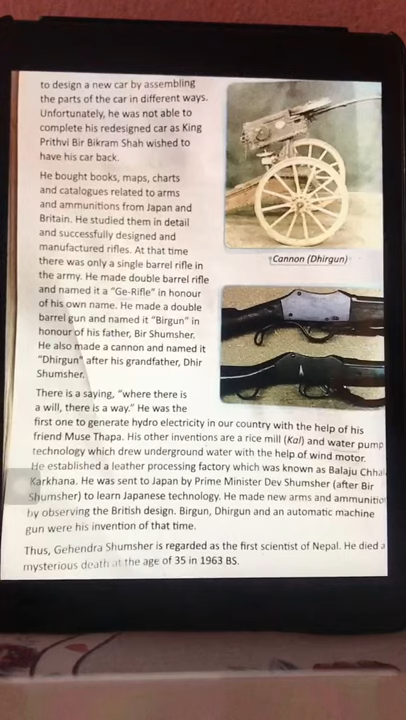 to design a new car by assembling
the parts of the car in different ways.
Unfortunately, he was not able to
complete his redesigned car as King
Prithvi Bir Bikram Shah wished to
have his car back.
He bought books, maps, charts
and catalogues related to arms
and ammunitions from Japan and
Britain. He studied them in detail
and successfully designed and
manufactured rifles. At that time
there was only a single barrel rifle in
the army. He made double barrel rifle
and named it a "Ge-Rifle" in honour
of his own name. He made a double
barrel gun and named it "Birgun" in
honour of his father, Bir Shumsher.
He also made a cannon and named it
"Dhirgun" after his grandfather, Dhir
Shumsher.
Cannon (Dhirgun)
There is a saying, "where there is
a will, there is a way." He was the
first one to generate hydro electricity in our country with the help of his
friend Muse Thapa. His other inventions are a rice mill (Kal) and water pump
technology which drew underground water with the help of wind motor.
He established a leather processing factory which was known as Balaju Chhal
Karkhana. He was sent to Japan by Prime Minister Dev Shumsher (after Bir
Shumsher) to learn Japanese technology. He made new arms and ammunition
by observing the British design. Birgun, Dhirgun and an automatic machine
gun were his invention of that time.
Thus, Gehendra Shumsher is regarded as the first scientist of Nepal. He died a
mysterious death at the age of 35 in 1963 BS.